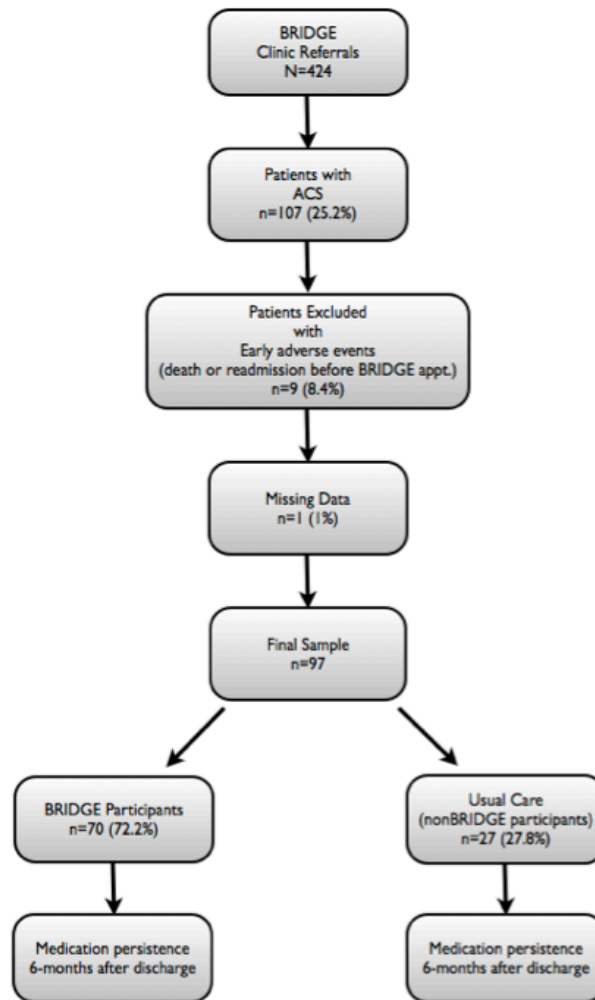 BRIDGE
Clinic Referrals
N=424
Patients with
ACS
n=107 (25.2%)
Patients Excluded
with
Early adverse events
(death or readmission before BRIDGE appt.)
n=9 (8.4%)
Missing Data
n=1 (1%)
Final Sample
n=97
BRIDGE Participants
n=70 (72.2%)
Usual Care
(nonBRIDGE participants)
n=27 (27.8%)
Medication persistence
6-months after discharge
Medication persistence
6-months after discharge